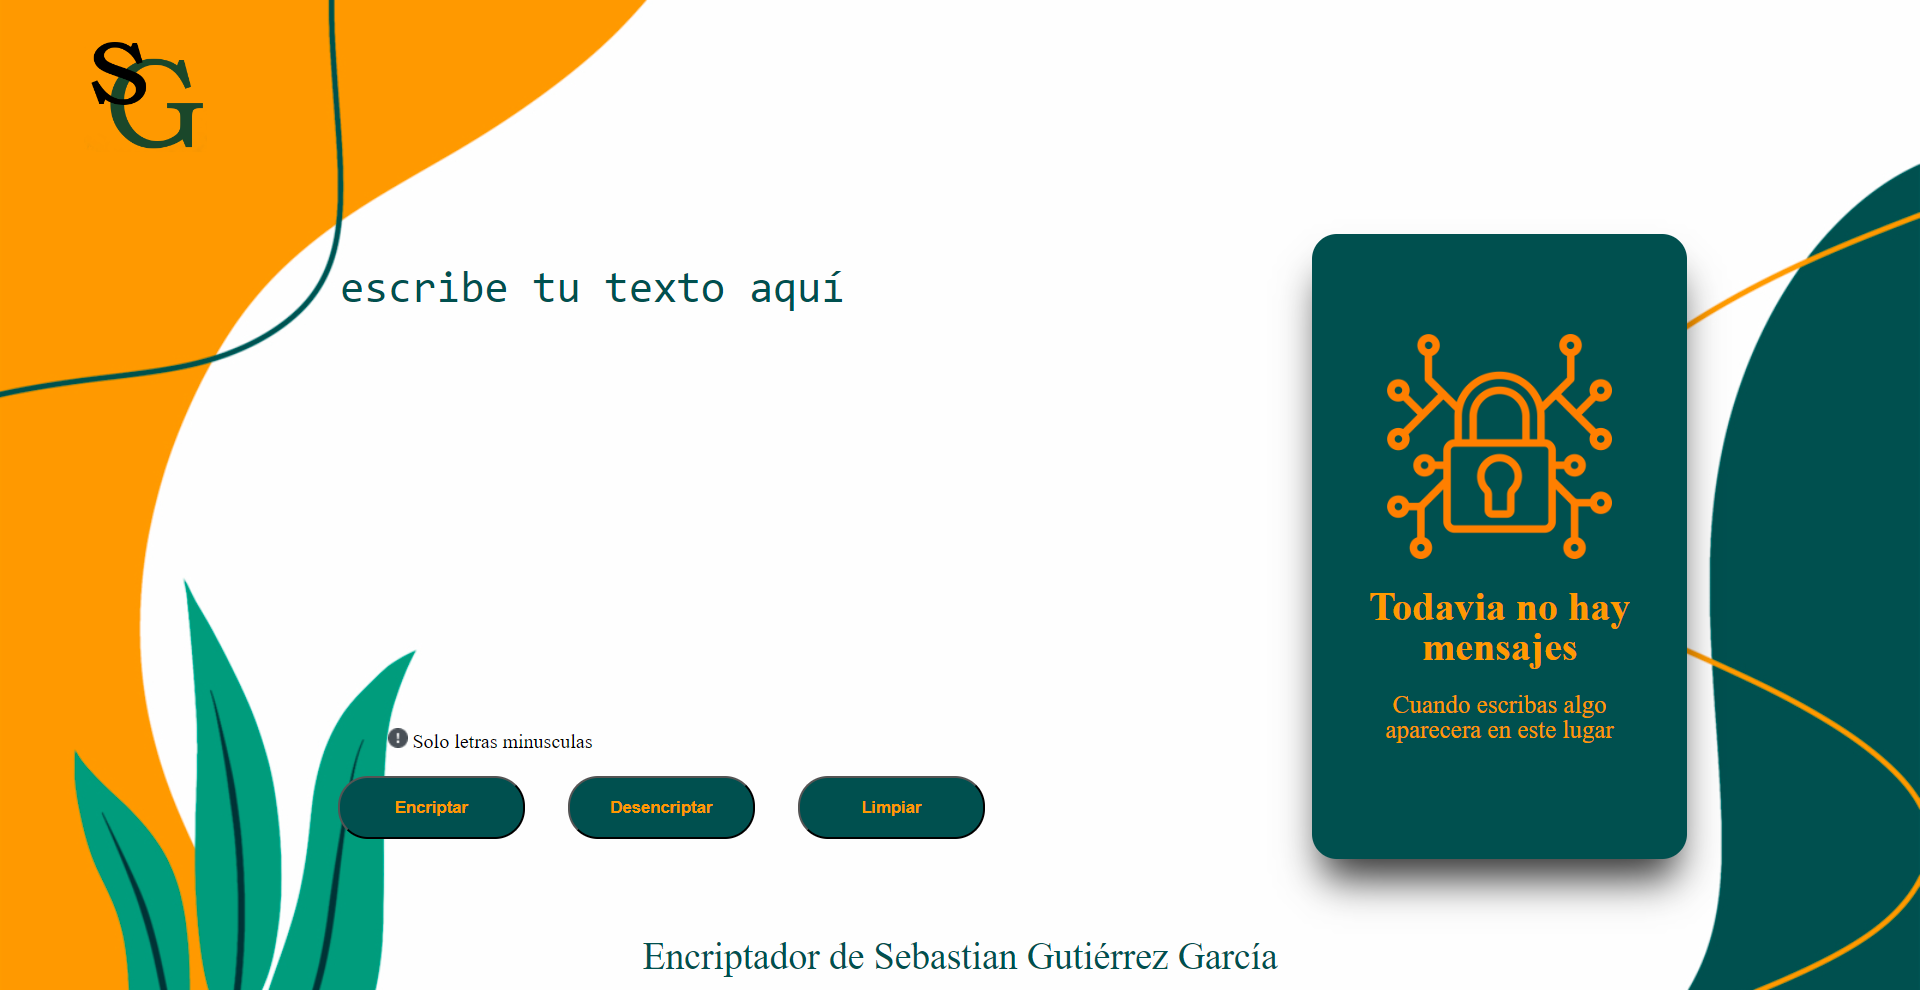 SG
escribe tu texto aquí
Todavia no hay
mensajes
Cuando escribas algo
aparecera en este lugar
Solo letras minusculas
Encriptar
Desencriptar
Limpiar
Encriptador de Sebastian Gutiérrez García